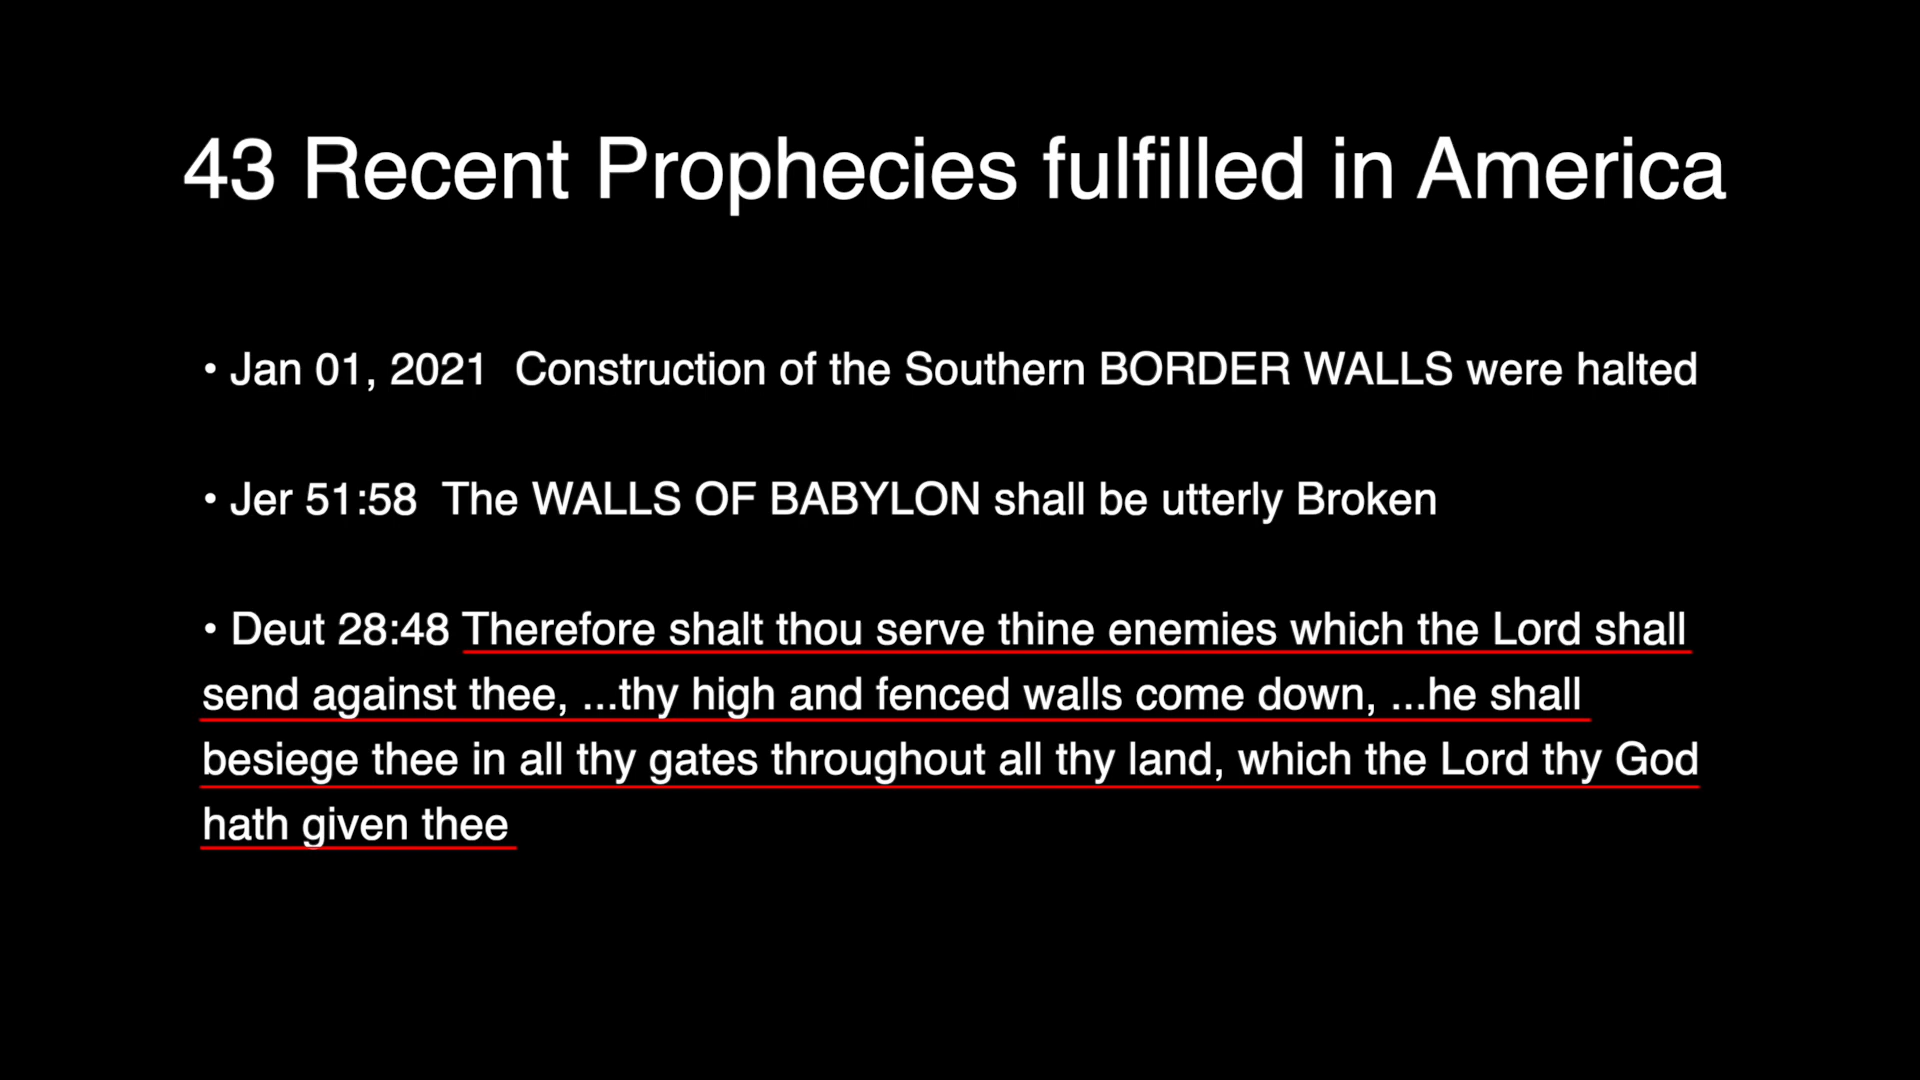 43 Recent Prophecies fulfilled in America
• Jan 01, 2021 Construction of the Southern BORDER WALLS were halted
• Jer 51:58 The WALLS OF BABYLON shall be utterly Broken
• Deut 28:48 Therefore shalt thou serve thine enemies which the Lord shall
send against thee, ...thy high and fenced walls come down, ...he shall
besiege thee in all thy gates throughout all thy land, which the Lord thy God
hath given thee